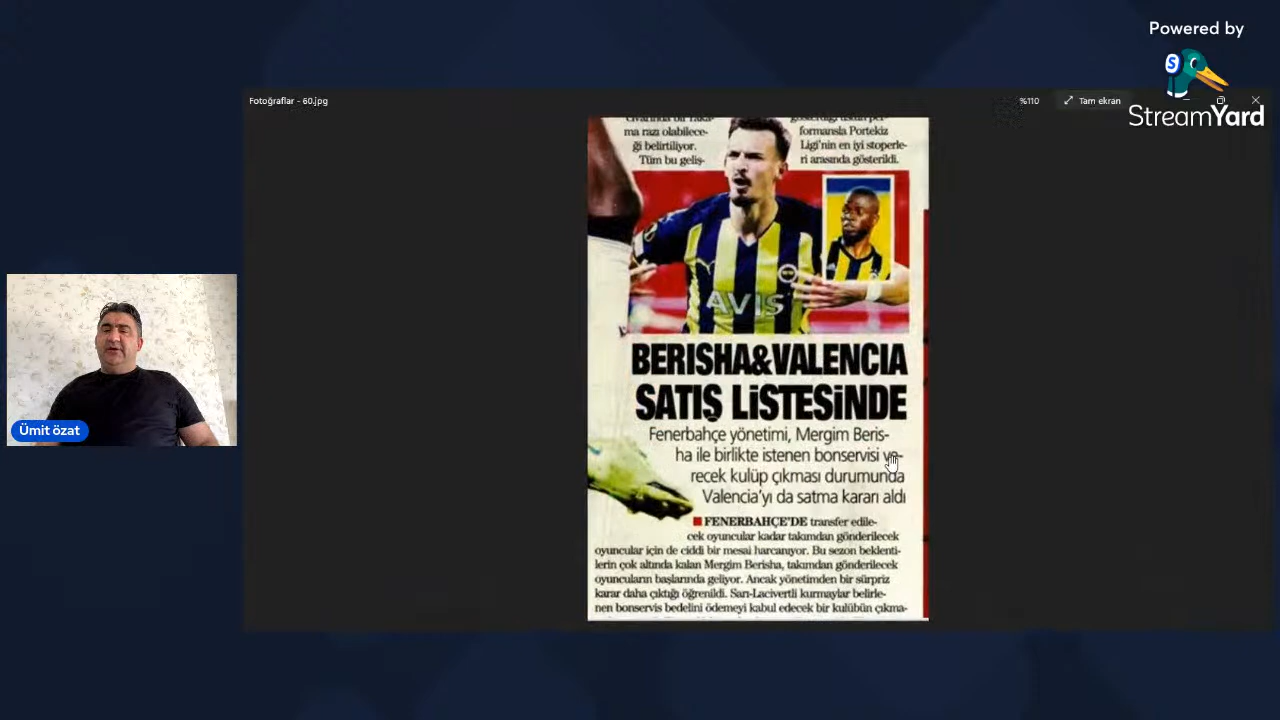 Powered by
StreamYard
Fotoğraflar - 60.jpg
%110
Tam ekran
ma razı olabilece-
ği belirtiliyor.
Tüm bu geliş-
formansla Portekiz
Ligi'nin en iyi stoperle-
ri arasında gösterildi.
AVIS
BERISHA&VALENCIA
SATIŞ LİSTESİNDE
Fenerbahçe yönetimi, Mergim Beris-
ha ile birlikte istenen bonservisi ve-
recek kulüp çıkması durumunda
Valencia'yı da satma kararı aldı
FENERBAHÇE'DE transfer edile-
cek oyuncular kadar takımdan gönderilecek
oyuncular için de ciddi bir mesai harcanıyor. Bu sezon beklenti-
lerin çok altında kalan Mergim Berisha, takımdan gönderilecek
oyuncuların başlarında geliyor. Ancak yönetimden bir sürpriz
karar daha çıktığı öğrenildi. Sarı-Lacivertli kurmaylar belirle-
nen bonservis bedelini ödemeyi kabul edecek bir kulübün çıkma-
Ümit özat